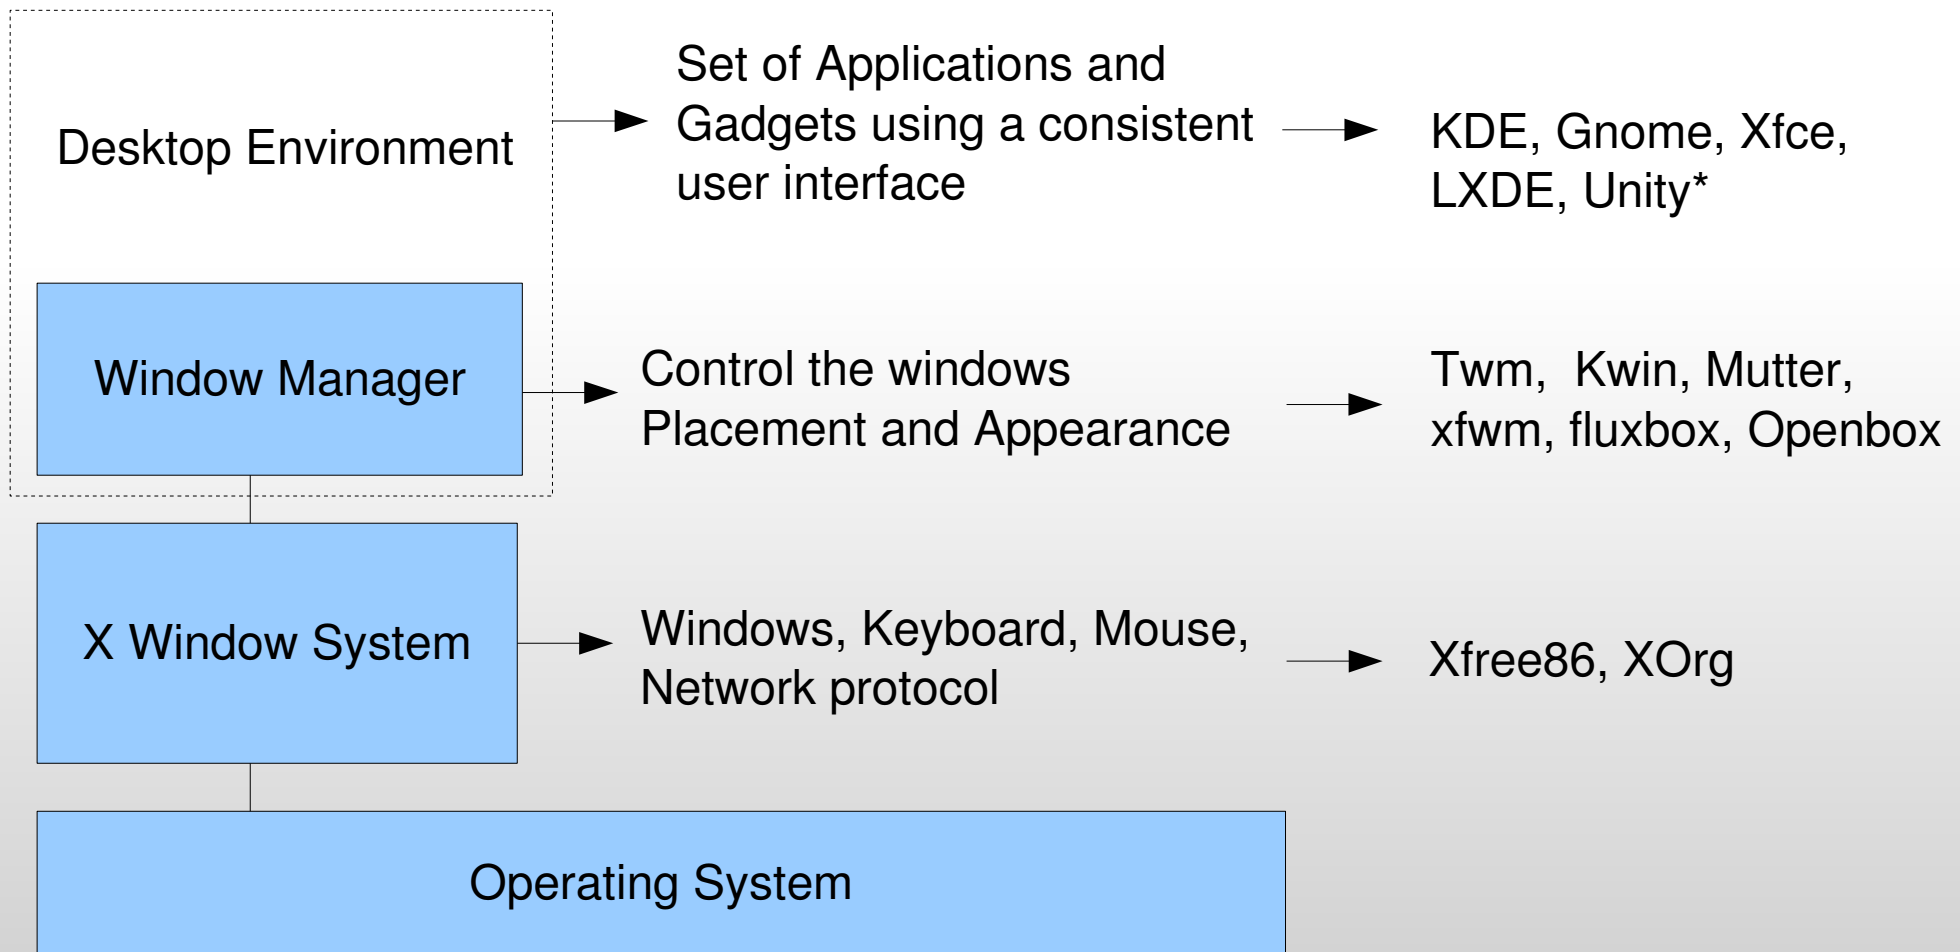 Desktop Environment
Set of Applications and
Gadgets using a consistent
user interface
KDE, Gnome, Xfce,
LXDE, Unity*
Window Manager
Control the windows
Placement and Appearance
Twm,  Kwin, Mutter,
xfwm, fluxbox, Openbox
X Window System
Windows, Keyboard, Mouse,
Network protocol
Xfree86, XOrg
Operating System